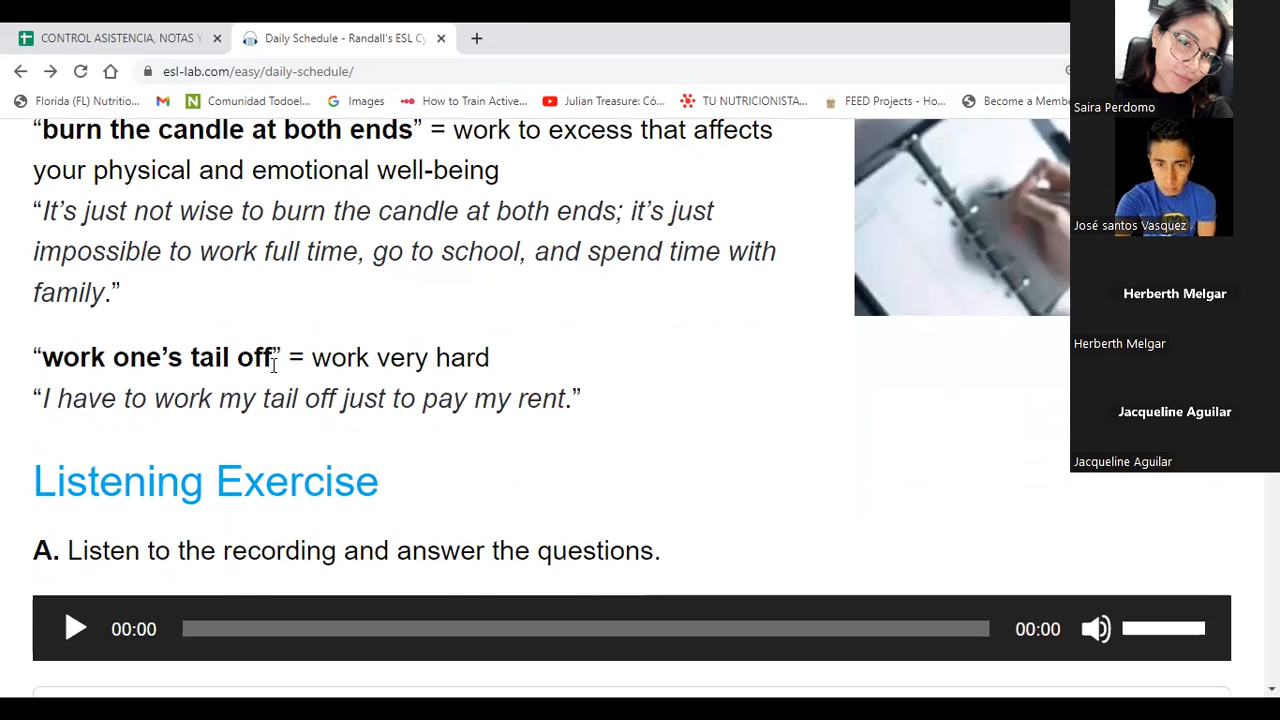 CONTROL ASISTENCIA, NOTAS Y
Daily Schedule - Randall's ESL Cy
esl-lab.com/easy/daily-schedule/
Florida (FL) Nutritio...
Comunidad Todoel...
Images
How to Train Active...
Julian Treasure: Có...
TU NUTRICIONISTA...
FEED Projects - Ho...
Become a Membe
“burn the candle at both ends” = work to excess that affects
your physical and emotional well-being
“It’s just not wise to burn the candle at both ends; it’s just
impossible to work full time, go to school, and spend time with
family.”
“work one’s tail off” = work very hard
“I have to work my tail off just to pay my rent.”
Listening Exercise
A. Listen to the recording and answer the questions.
00:00
00:00
Saira Perdomo
José santos Vasquez
Herberth Melgar
Herberth Melgar
Jacqueline Aguilar
Jacqueline Aguilar